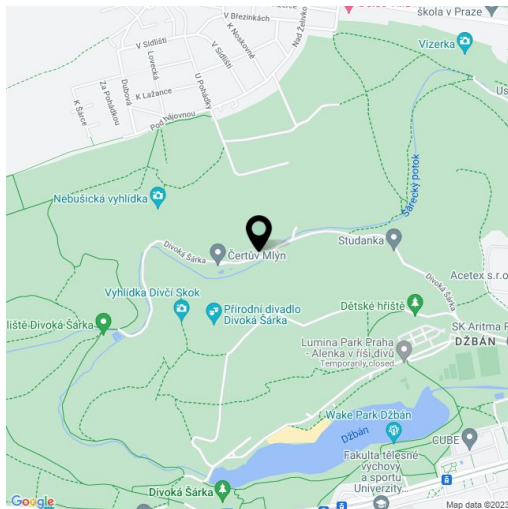 škola v Praze
V Březinkách
K Noskovně
Nad Želivkou
V Sídlišti
V Sídlišti
Lovecká
Dubová
Za Pohádkou
K Šárce
K Lažance
U Pohádky
Pod Hájovnou
Vizerka
Šárecký potok
Nebušická vyhlídka
Divoká Šárka
Čertův Mlýn
Studanka
Acetex s.r.o
Divoká Šárka
Vyhlídka Dívčí Skok
Přírodní divadlo
Divoká Šárka
Dětské hřiště
liště Divoká Šárka
SK Aritma P
DŽBÁN
Lumina Park Praha
- Alenka v říši divů
Temporarily closed
Wake Park Džbán
Džbán
CUBE
Fakulta tělesné
výchovy
a sportu
Univerzity...
Divoká Šárka
Google
Map data ©2023